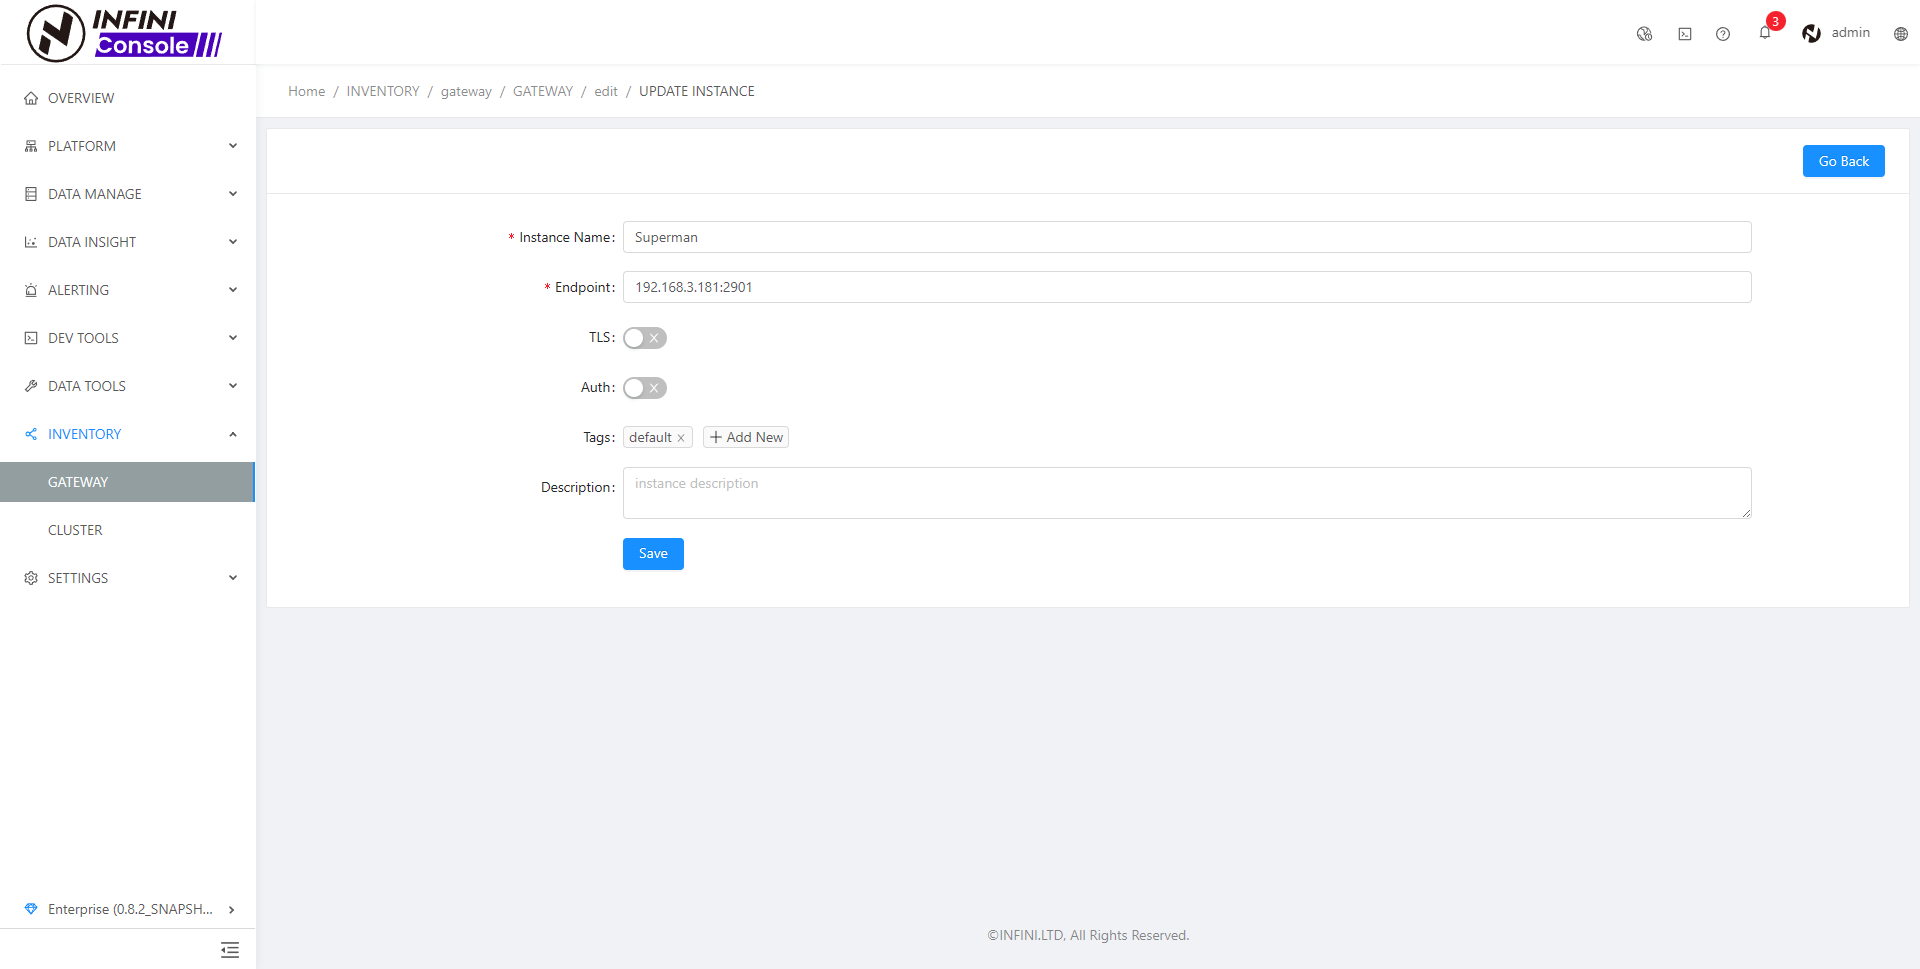 INFINI
Console
3
admin
OVERVIEW
PLATFORM
DATA MANAGE
DATA INSIGHT
ALERTING
DEV TOOLS
DATA TOOLS
INVENTORY
GATEWAY
CLUSTER
SETTINGS
Enterprise (0.8.2_SNAPSH...
Home / INVENTORY / gateway / GATEWAY / edit / UPDATE INSTANCE
Go Back
* Instance Name: Superman
* Endpoint: 192.168.3.181:2901
TLS:
Auth:
Tags: default × + Add New
Description: instance description
Save
©INFINI.LTD, All Rights Reserved.